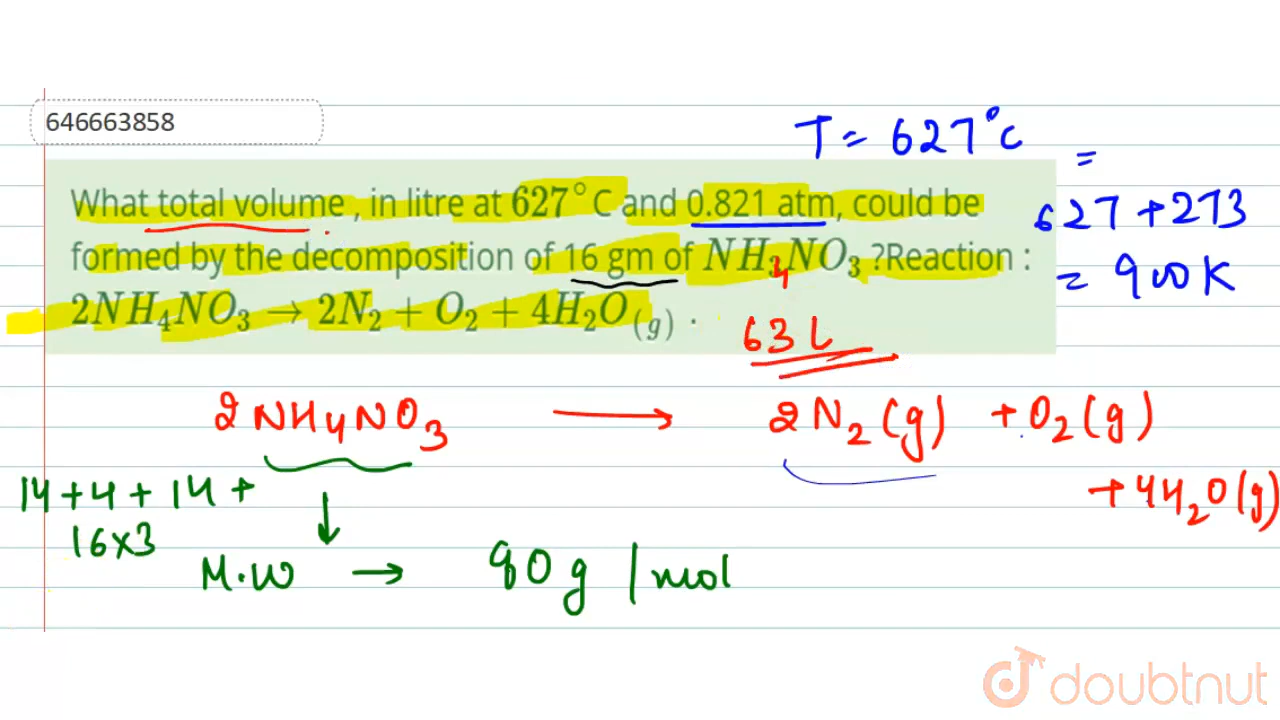 646663858
T = 627°C
=
What total volume , in litre at 627° C and 0.821 atm, could be
627 + 273
formed by the decomposition of 16 gm of NH₃NO₃ ?Reaction :
4
= 900K
2NH₄NO₃ → 2N₂ + O₂ + 4H₂O(g) .
63 L
2NH₄NO₃ → 2N₂(g) + O₂(g)
+ 4H₂O(g)
14 + 4 + 14 +
16×3
M.W → 80 g / mol
doubtnut